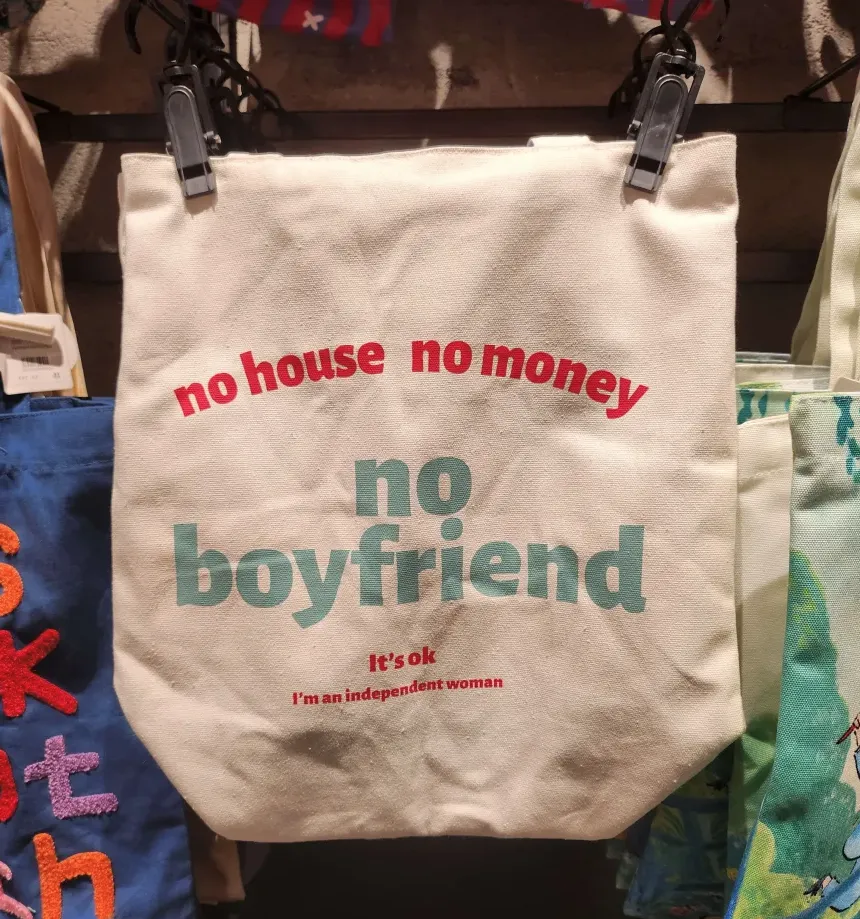 no house no money
no
boyfriend
It's ok
I'm an independent woman
k
t
h